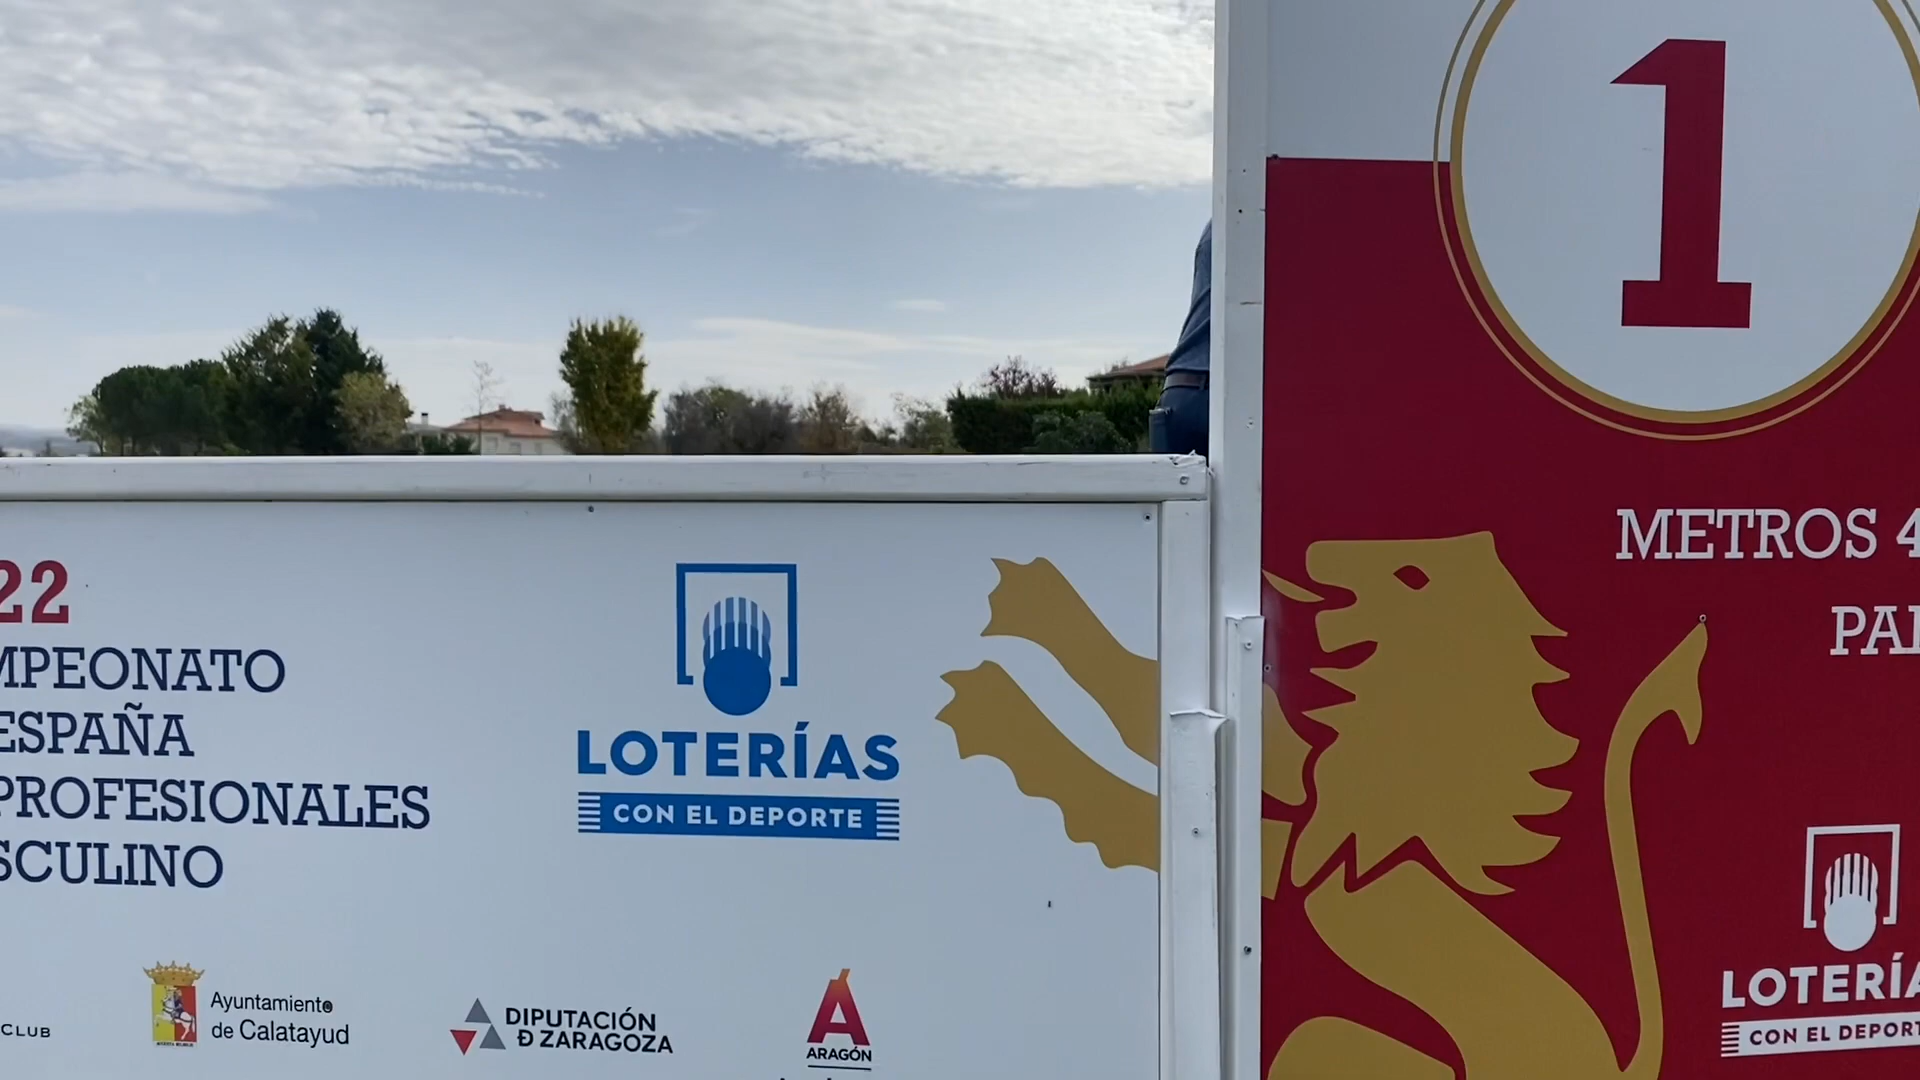 22
MPEONATO
ESPAÑA
PROFESIONALES
SCULINO
LOTERÍAS
CON EL DEPORTE
CLUB
Ayuntamiento
de Calatayud
DIPUTACIÓN
Đ ZARAGOZA
ARAGÓN
1
METROS 4
PA
LOTERÍA
CON EL DEPORT